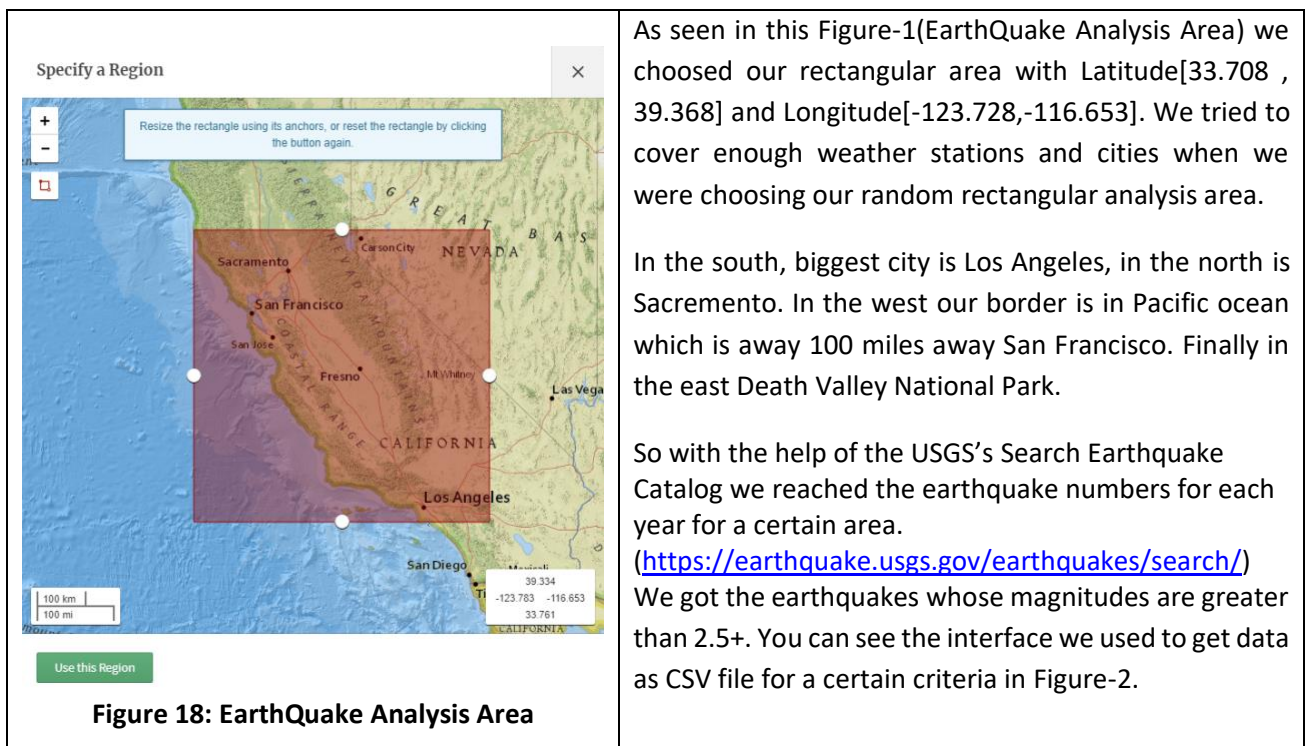 Specify a Region
×
+
−
Resize the rectangle using its anchors, or reset the rectangle by clicking
the button again.
GREAT BASIN
NEVADA
Carson City
Sacramento
SIERRA NEVADA MOUNTAINS
San Francisco
San Jose
COASTAL RANGE
Fresno
Mt Whitney
Las Vega
CALIFORNIA
Los Angeles
San Diego
Mexicali
Ti
39.334
-123.783 -116.653
33.761
CALIFORNIA
100 km
100 mi
Use this Region
Figure 18: EarthQuake Analysis Area
As seen in this Figure-1(EarthQuake Analysis Area) we
choosed our rectangular area with Latitude[33.708 ,
39.368] and Longitude[-123.728,-116.653]. We tried to
cover enough weather stations and cities when we
were choosing our random rectangular analysis area.
In the south, biggest city is Los Angeles, in the north is
Sacremento. In the west our border is in Pacific ocean
which is away 100 miles away San Francisco. Finally in
the east Death Valley National Park.
So with the help of the USGS’s Search Earthquake
Catalog we reached the earthquake numbers for each
year for a certain area.
(https://earthquake.usgs.gov/earthquakes/search/)
We got the earthquakes whose magnitudes are greater
than 2.5+. You can see the interface we used to get data
as CSV file for a certain criteria in Figure-2.